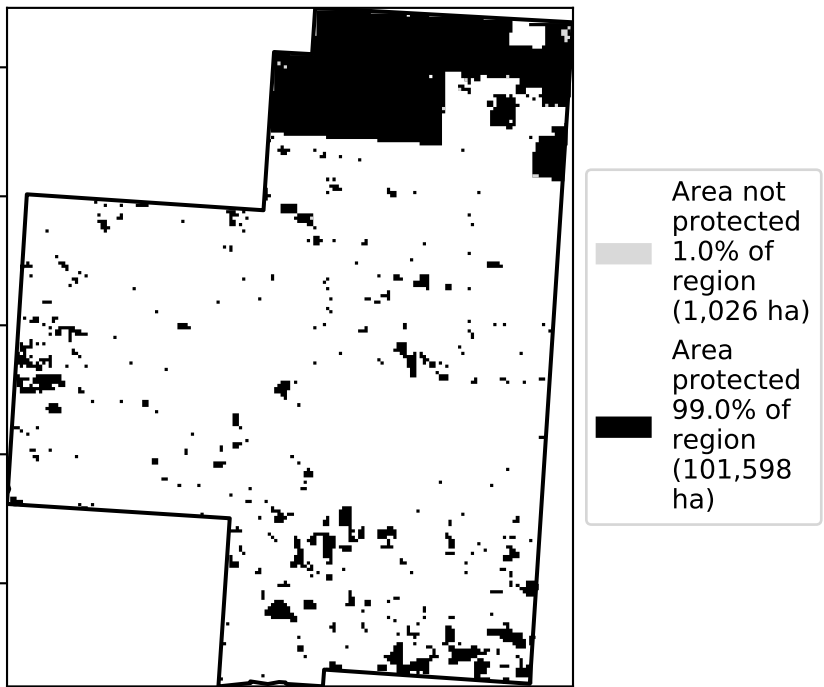 Area not
protected
1.0% of
region
(1,026 ha)
Area
protected
99.0% of
region
(101,598
ha)